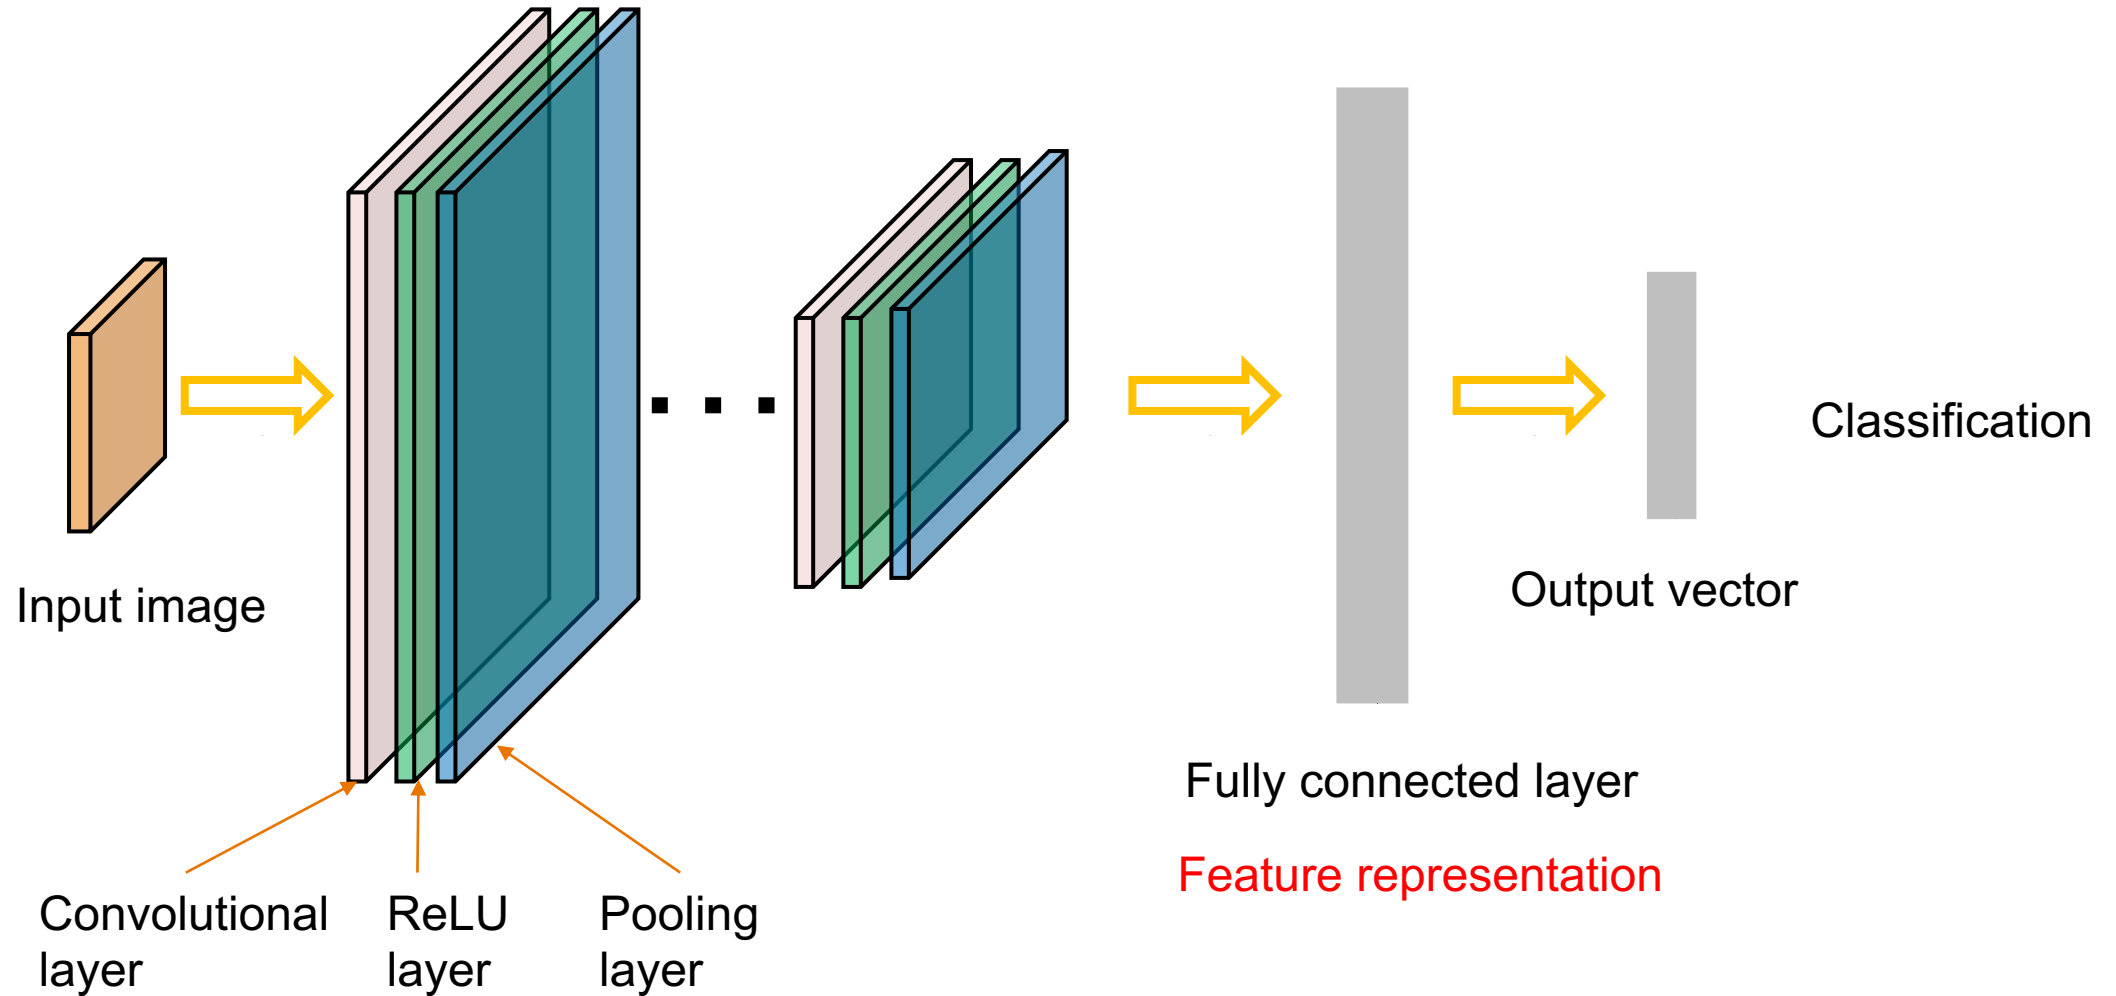 Input image
Convolutional
layer
ReLU
layer
Pooling
layer
Fully connected layer
Feature representation
Output vector
Classification